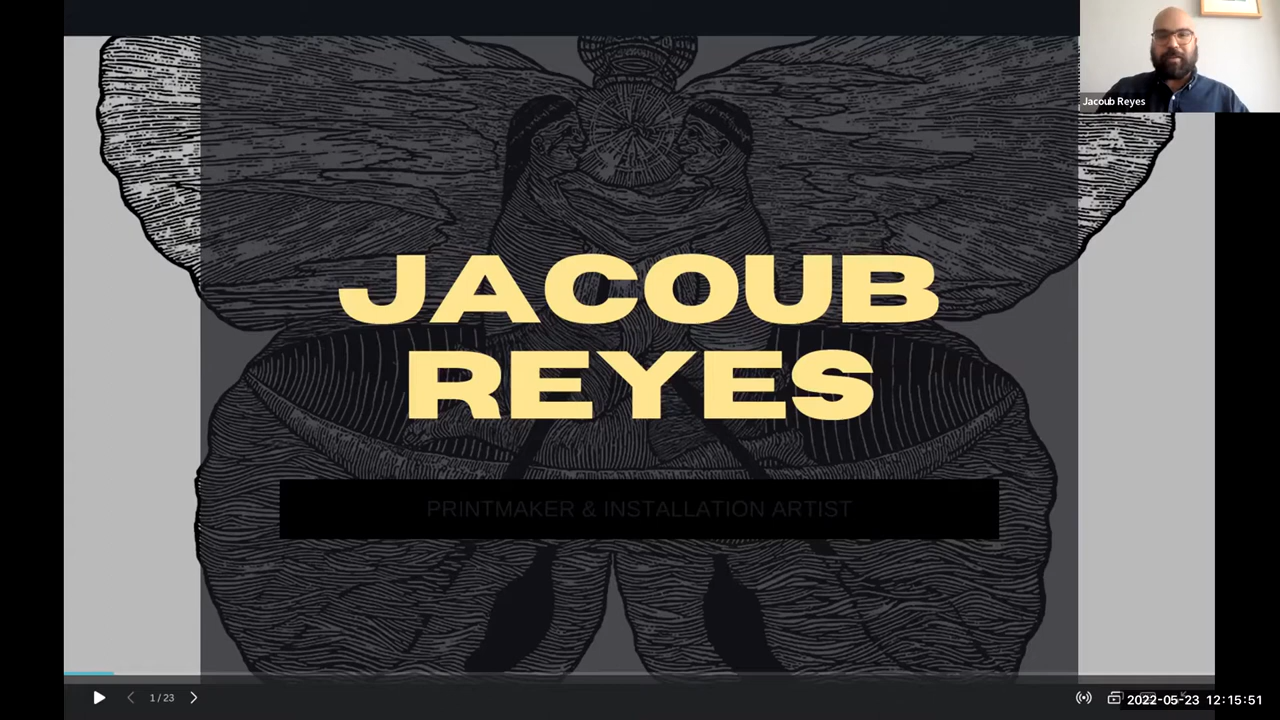 Jacoub Reyes
JACOUB
REYES
PRINTMAKER & INSTALLATION ARTIST
1 / 23
2022-05-23 12:15:51